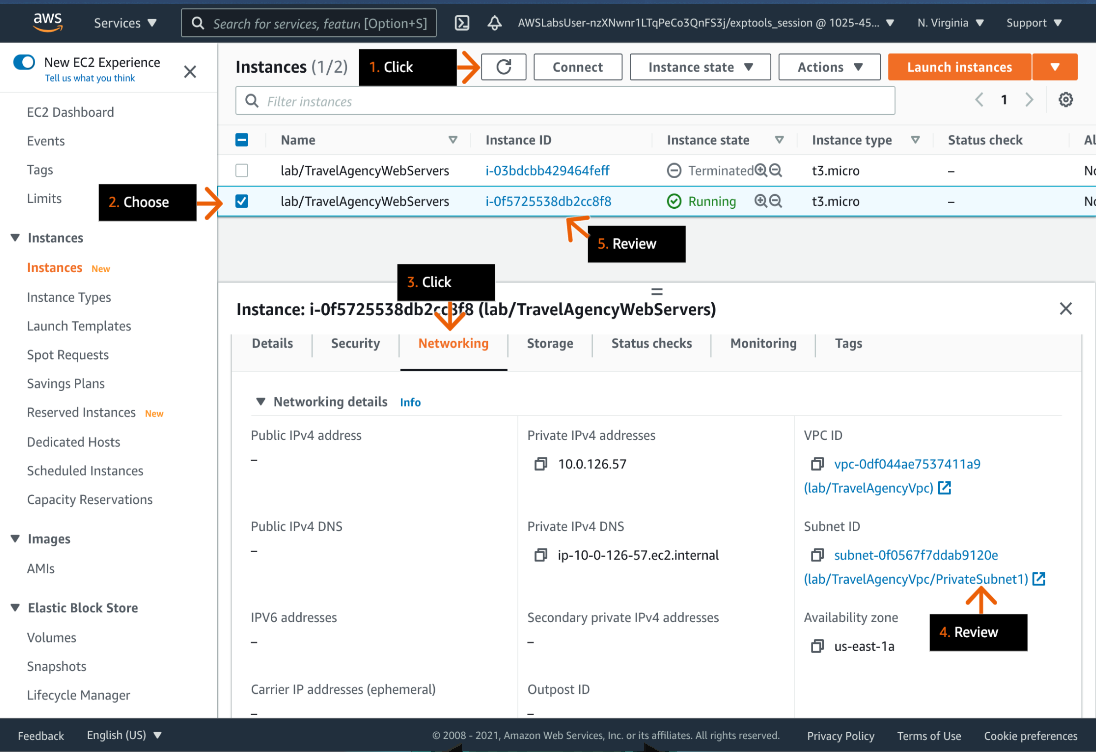 aws Services ▼ Search for services, featur [Option+S] AWSLabsUser-nzXNwnr1LTqPeCo3QnFS3j/exptools_session @ 1025-45... ▼ N. Virginia ▼ Support ▼
New EC2 Experience
Tell us what you think
EC2 Dashboard
Events
Tags
Limits
Instances
Instances New
Instance Types
Launch Templates
Spot Requests
Savings Plans
Reserved Instances New
Dedicated Hosts
Scheduled Instances
Capacity Reservations
Images
AMIs
Elastic Block Store
Volumes
Snapshots
Lifecycle Manager
Instances (1/2) 1. Click Connect Instance state ▼ Actions ▼ Launch instances ▼
Filter instances 1
Name Instance ID Instance state Instance type Status check Al
lab/TravelAgencyWebServers i-03bdcbb429464feff Terminated t3.micro – No
2. Choose
lab/TravelAgencyWebServers i-0f5725538db2cc8f8 Running t3.micro – No
5. Review
3. Click
Instance: i-0f5725538db2cc8f8 (lab/TravelAgencyWebServers)
Details Security Networking Storage Status checks Monitoring Tags
▼ Networking details Info
Public IPv4 address Private IPv4 addresses VPC ID
– 10.0.126.57 vpc-0df044ae7537411a9
(lab/TravelAgencyVpc)
Public IPv4 DNS Private IPv4 DNS Subnet ID
– ip-10-0-126-57.ec2.internal subnet-0f0567f7ddab9120e
(lab/TravelAgencyVpc/PrivateSubnet1)
IPV6 addresses Secondary private IPv4 addresses Availability zone
4. Review
– – us-east-1a
Carrier IP addresses (ephemeral) Outpost ID
– –
Feedback English (US) ▼ © 2008 - 2021, Amazon Web Services, Inc. or its affiliates. All rights reserved. Privacy Policy Terms of Use Cookie preferences